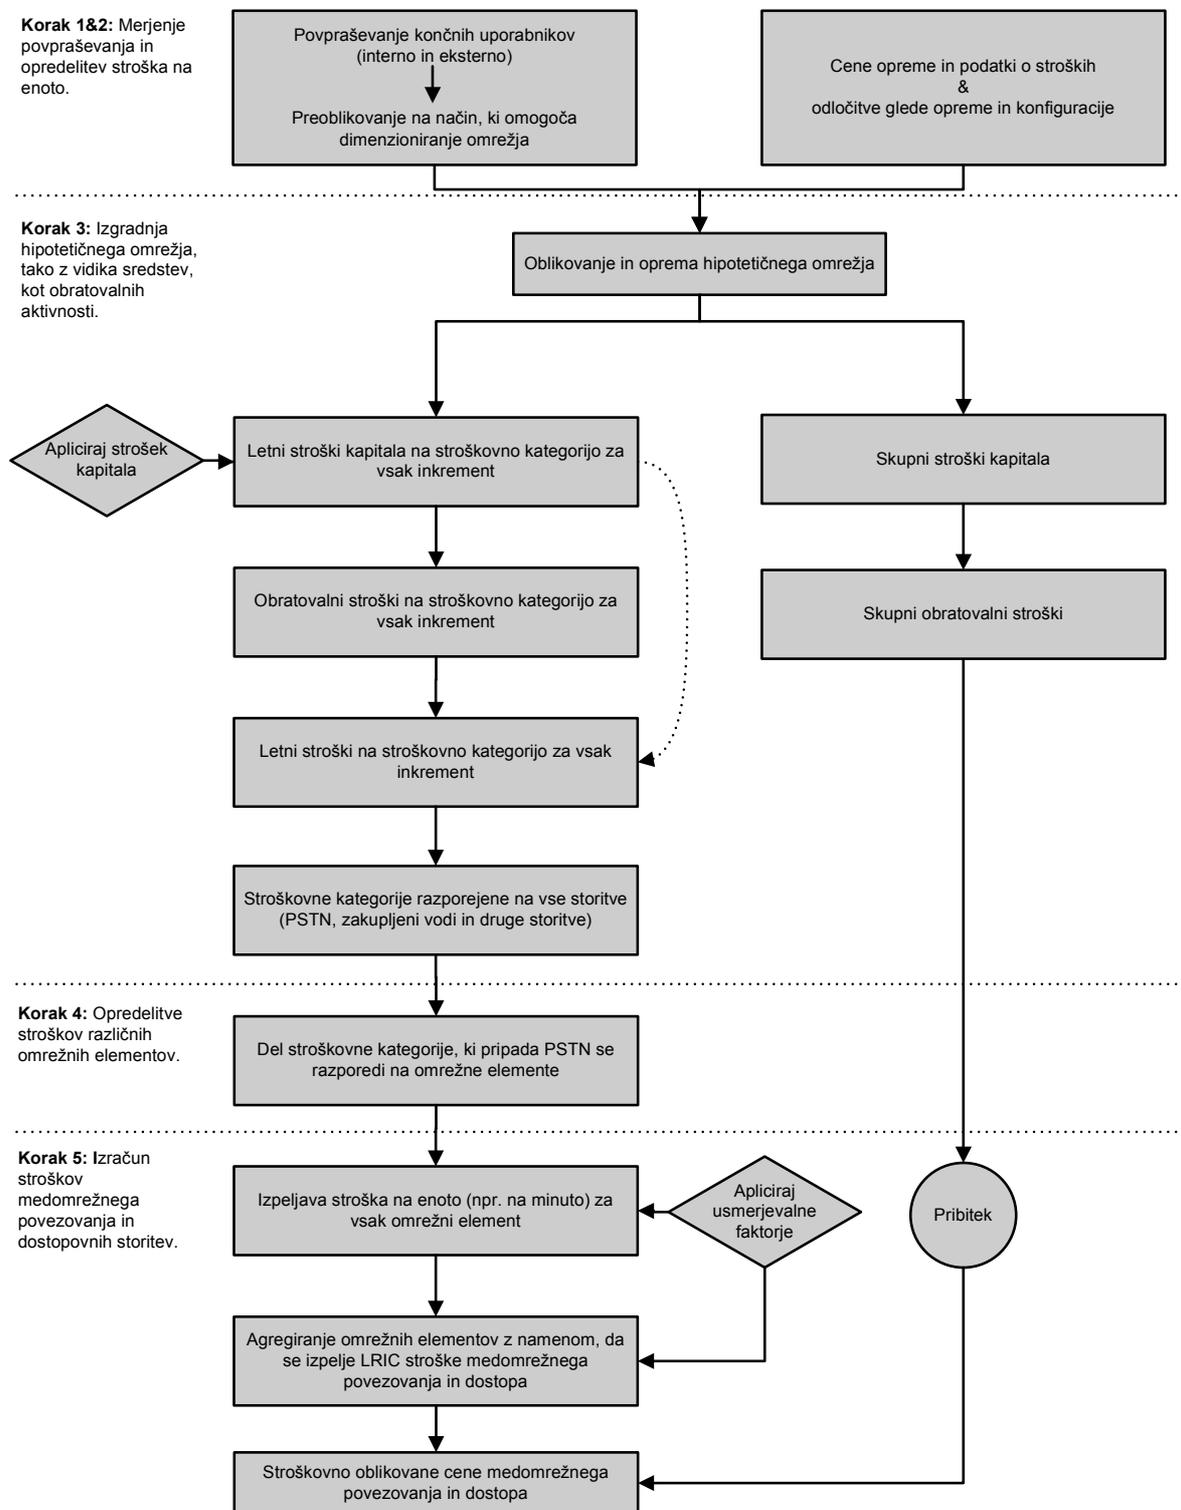 Korak 1&2: Merjenje
povpraševanja in
opredelitev stroška na
enoto.
Povpraševanje končnih uporabnikov
(interno in eksterno)
Preoblikovanje na način, ki omogoča
dimenzioniranje omrežja
Cene opreme in podatki o stroških
&
odločitve glede opreme in konfiguracije
Korak 3: Izgradnja
hipotetičnega omrežja,
tako z vidika sredstev,
kot obratovalnih
aktivnosti.
Oblikovanje in oprema hipotetičnega omrežja
Apliciraj strošek
kapitala
Letni stroški kapitala na stroškovno kategorijo za
vsak inkrement
Skupni stroški kapitala
Obratovalni stroški na stroškovno kategorijo za
vsak inkrement
Skupni obratovalni stroški
Letni stroški na stroškovno kategorijo za vsak
inkrement
Stroškovne kategorije razporejene na vse storitve
(PSTN, zakupljeni vodi in druge storitve)
Korak 4: Opredelitve
stroškov različnih
omrežnih elementov.
Del stroškovne kategorije, ki pripada PSTN se
razporedi na omrežne elemente
Korak 5: Izračun
stroškov
medomrežnega
povezovanja in
dostopovnih storitev.
Izpeljava stroška na enoto (npr. na minuto) za
vsak omrežni element
Apliciraj
usmerjevalne
faktorje
Pribitek
Agregiranje omrežnih elementov z namenom, da
se izpelje LRIC stroške medomrežnega
povezovanja in dostopa
Stroškovno oblikovane cene medomrežnega
povezovanja in dostopa